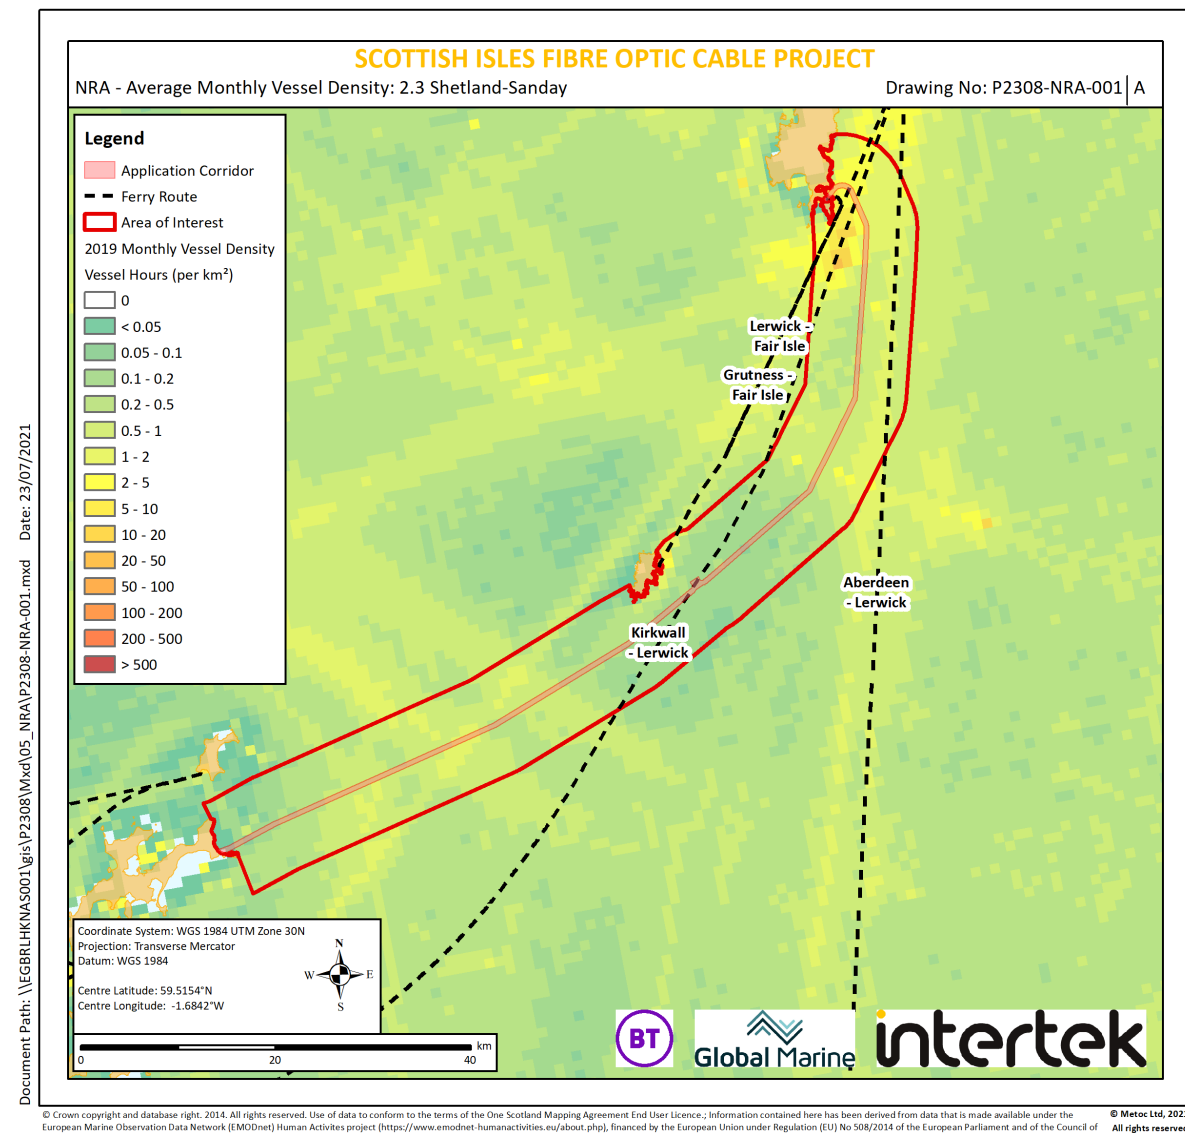 SCOTTISH ISLES FIBRE OPTIC CABLE PROJECT
NRA - Average Monthly Vessel Density: 2.3 Shetland-Sanday
Drawing No: P2308-NRA-001 A
Legend
Application Corridor
Ferry Route
Area of Interest
2019 Monthly Vessel Density
Vessel Hours (per km²)
0
< 0.05
0.05 - 0.1
0.1 - 0.2
0.2 - 0.5
0.5 - 1
1 - 2
2 - 5
5 - 10
10 - 20
20 - 50
50 - 100
100 - 200
200 - 500
> 500
Lerwick -
Fair Isle
Grutness -
Fair Isle
Aberdeen
- Lerwick
Kirkwall
- Lerwick
Coordinate System: WGS 1984 UTM Zone 30N
Projection: Transverse Mercator
Datum: WGS 1984
Centre Latitude: 59.5154°N
Centre Longitude: -1.6842°W
N
W E
S
km
0 20 40
BT
Global Marine
intertek
Document Path: \\EGBRLHKNAS001\gis\P2308\Mxd\05_NRA\P2308-NRA-001.mxd Date: 23/07/2021
© Crown copyright and database right. 2014. All rights reserved. Use of data to conform to the terms of the One Scotland Mapping Agreement End User Licence.; Information contained here has been derived from data that is made available under the
European Marine Observation Data Network (EMODnet) Human Activites project (https://www.emodnet-humanactivities.eu/about.php), financed by the European Union under Regulation (EU) No 508/2014 of the European Parliament and of the Council of
© Metoc Ltd,
All rights